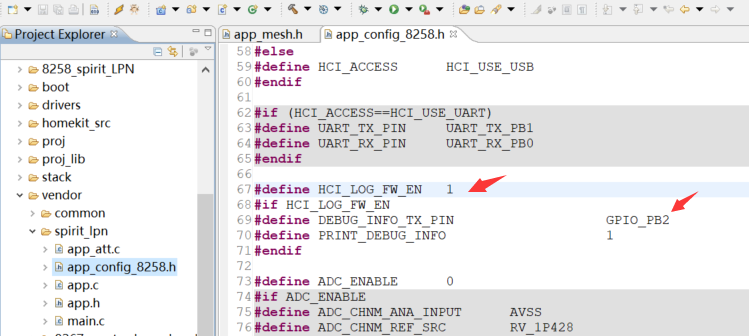 Project Explorer
8258_spirit_LPN
boot
drivers
homekit_src
proj
proj_lib
stack
vendor
common
spirit_lpn
app_att.c
app_config_8258.h
app.c
app.h
main.c
app_mesh.h
app_config_8258.h
58 #else
59 #define HCI_ACCESS HCI_USE_USB
60 #endif
61
62 #if (HCI_ACCESS==HCI_USE_UART)
63 #define UART_TX_PIN UART_TX_PB1
64 #define UART_RX_PIN UART_RX_PB0
65 #endif
66
67 #define HCI_LOG_FW_EN 1
68 #if HCI_LOG_FW_EN
69 #define DEBUG_INFO_TX_PIN GPIO_PB2
70 #define PRINT_DEBUG_INFO 1
71 #endif
72
73 #define ADC_ENABLE 0
74 #if ADC_ENABLE
75 #define ADC_CHNM_ANA_INPUT AVSS
76 #define ADC_CHNM_REF_SRC RV_1P428